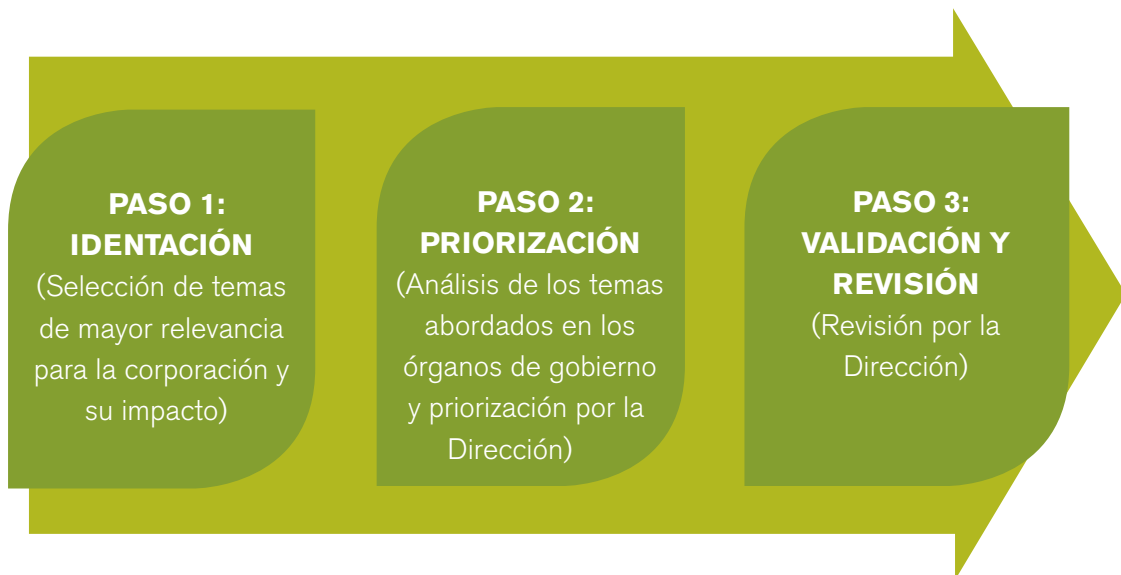 PASO 1:
IDENTACIÓN
(Selección de temas
de mayor relevancia
para la corporación y
su impacto)
PASO 2:
PRIORIZACIÓN
(Análisis de los temas
abordados en los
órganos de gobierno
y priorización por la
Dirección)
PASO 3:
VALIDACIÓN Y
REVISIÓN
(Revisión por la
Dirección)